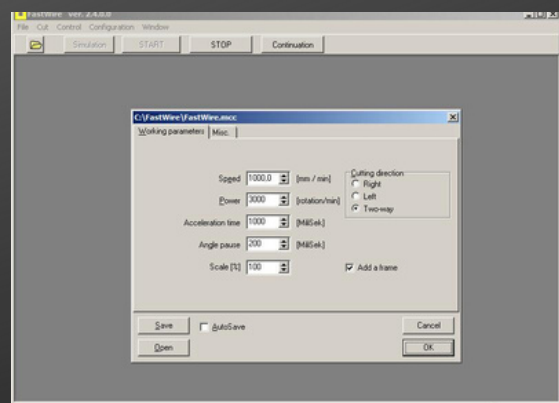 FastWire ver. 2.4.0.0
File Cut Control Configuration Window
Simulation START STOP Continuation
C:\FastWire\FastWire.mcc
Working parameters Misc.
Speed 1000,0 [mm / min]
Power 3000 [rotation/min]
Acceleration time 1000 [MiliSek]
Angle pause 200 [MiliSek]
Scale [%] 100
Cutting direction
Right
Left
Two-way
Add a frame
Save AutoSave Cancel
Open OK